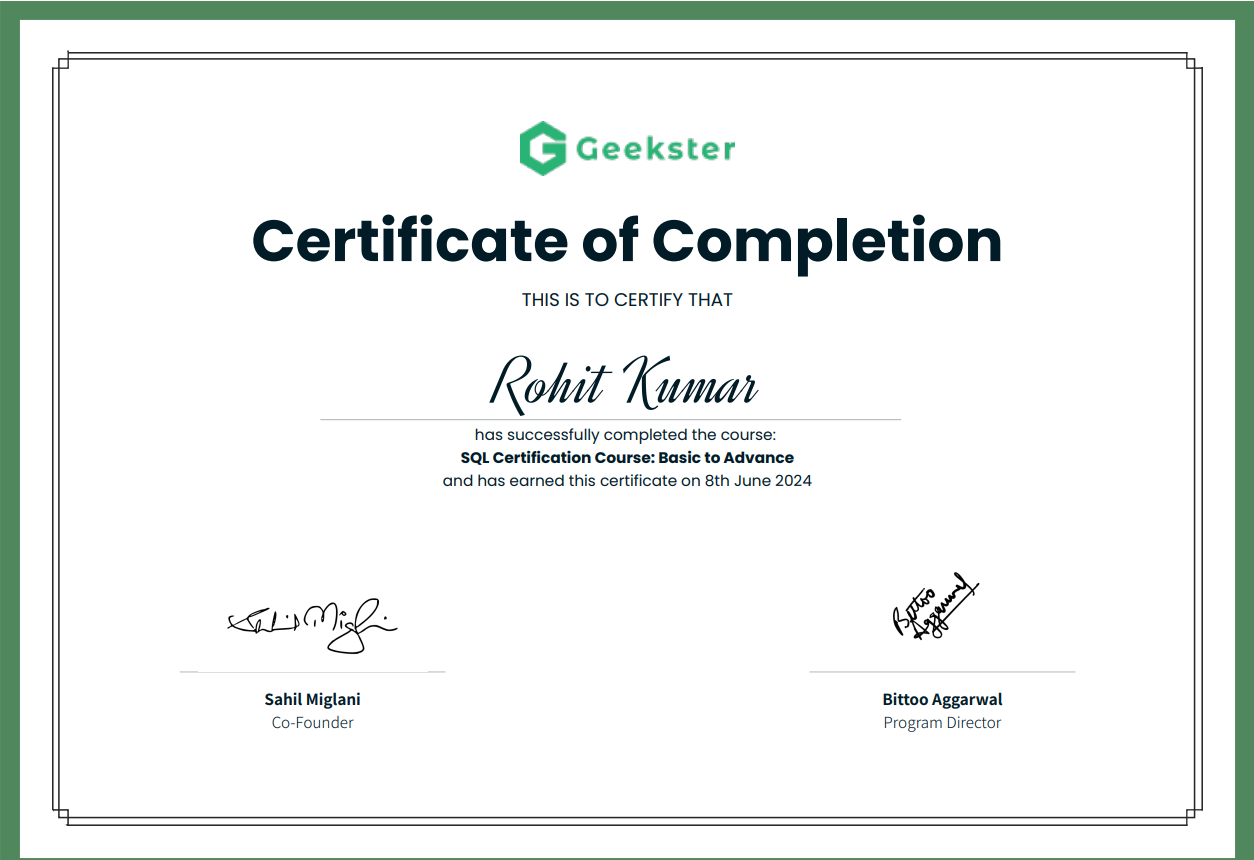 Geekster
Certificate of Completion
THIS IS TO CERTIFY THAT
Rohit Kumar
has successfully completed the course:
SQL Certification Course: Basic to Advance
and has earned this certificate on 8th June 2024
Sahil Miglani
Bittoo
Aggarwal
Sahil Miglani
Co-Founder
Bittoo Aggarwal
Program Director